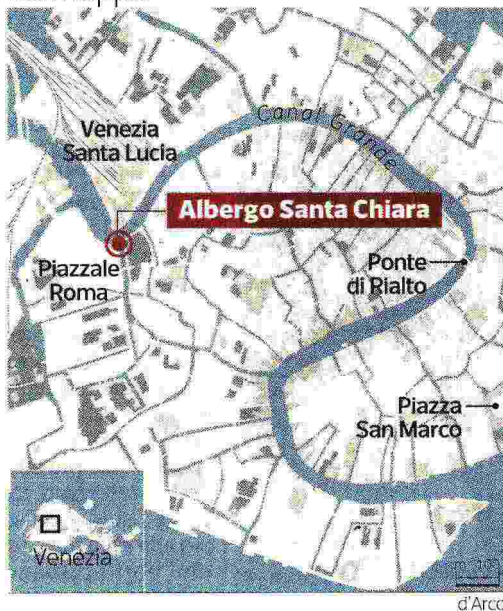 Canal Grande
Venezia
Santa Lucia
Albergo Santa Chiara
Piazzale
Roma
Ponte
di Rialto
Piazza
San Marco
Venezia
d'Arco